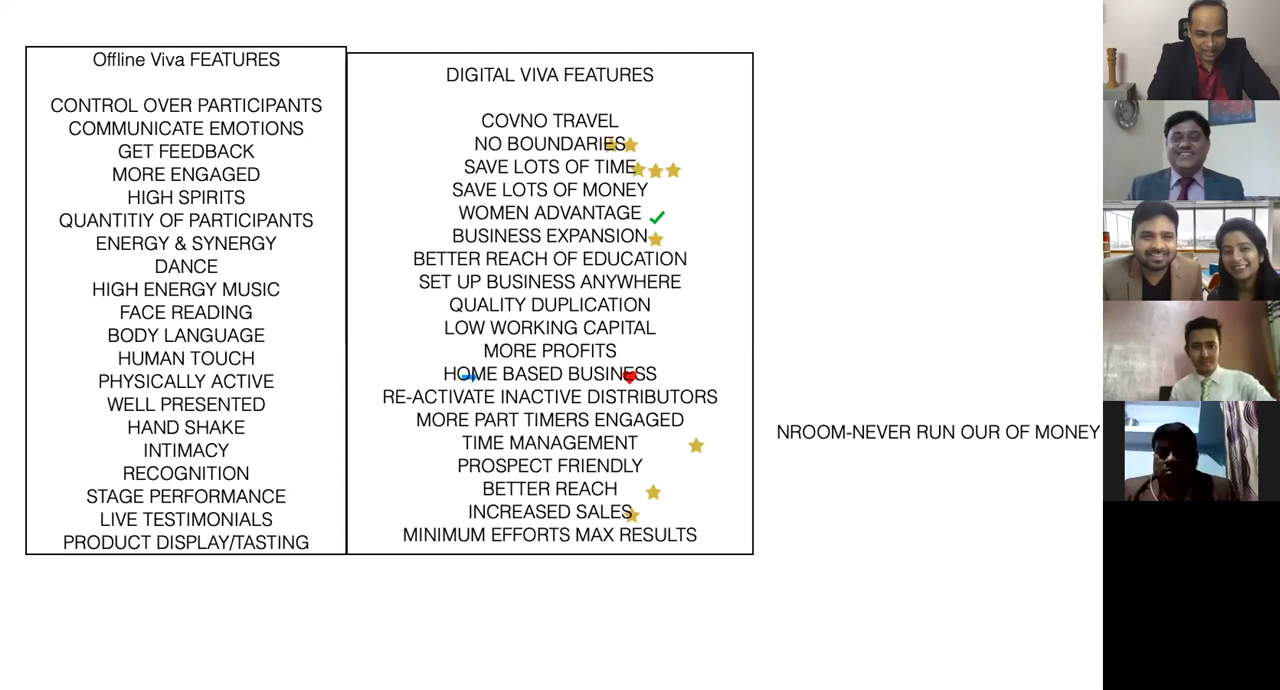 Offline Viva FEATURES
CONTROL OVER PARTICIPANTS
COMMUNICATE EMOTIONS
GET FEEDBACK
MORE ENGAGED
HIGH SPIRITS
QUANTITIY OF PARTICIPANTS
ENERGY & SYNERGY
DANCE
HIGH ENERGY MUSIC
FACE READING
BODY LANGUAGE
HUMAN TOUCH
PHYSICALLY ACTIVE
WELL PRESENTED
HAND SHAKE
INTIMACY
RECOGNITION
STAGE PERFORMANCE
LIVE TESTIMONIALS
PRODUCT DISPLAY/TASTING
DIGITAL VIVA FEATURES
COVNO TRAVEL
NO BOUNDARIES
SAVE LOTS OF TIME
SAVE LOTS OF MONEY
WOMEN ADVANTAGE
BUSINESS EXPANSION
BETTER REACH OF EDUCATION
SET UP BUSINESS ANYWHERE
QUALITY DUPLICATION
LOW WORKING CAPITAL
MORE PROFITS
HOME BASED BUSINESS
RE-ACTIVATE INACTIVE DISTRIBUTORS
MORE PART TIMERS ENGAGED
TIME MANAGEMENT
PROSPECT FRIENDLY
BETTER REACH
INCREASED SALES
MINIMUM EFFORTS MAX RESULTS
NROOM-NEVER RUN OUR OF MONEY